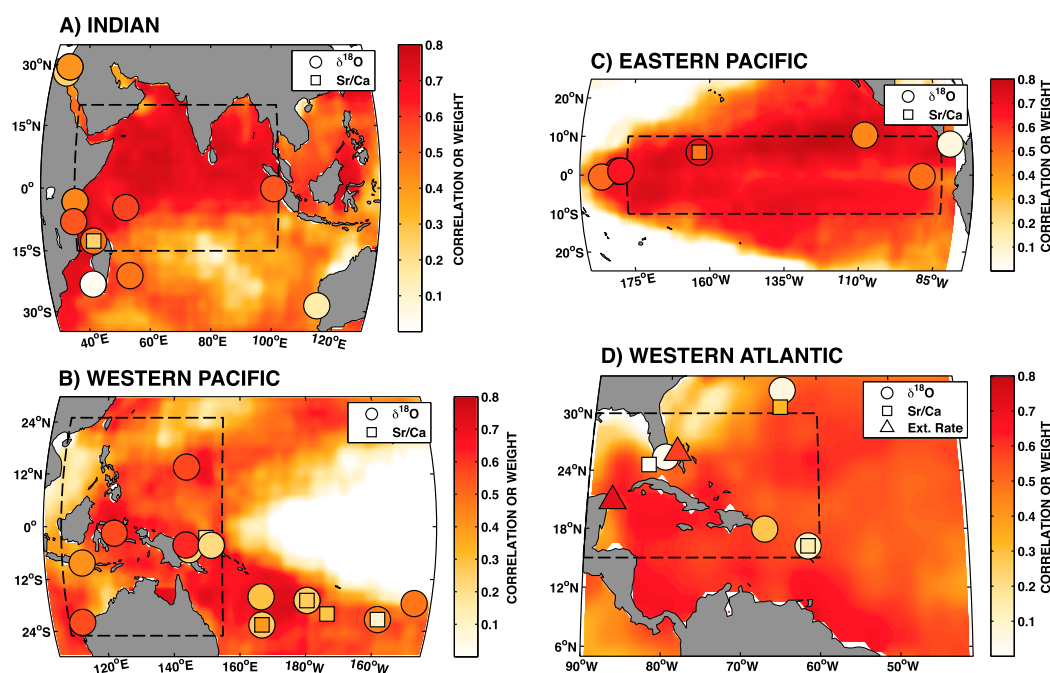 A) INDIAN
30°N
15°N
0°
15°S
30°S
40°E 60°E 80°E 100°E 120°E
δ18O
Sr/Ca
0.8
0.7
0.6
0.5
0.4
0.3
0.2
0.1
CORRELATION OR WEIGHT
C) EASTERN PACIFIC
20°N
10°N
0°
10°S
20°S
175°E 160°W 135°W 110°W 85°W
δ18O
Sr/Ca
0.8
0.7
0.6
0.5
0.4
0.3
0.2
0.1
CORRELATION OR WEIGHT
B) WESTERN PACIFIC
24°N
12°N
0°
12°S
24°S
120°E 140°E 160°E 180°W 160°W
δ18O
Sr/Ca
0.8
0.7
0.6
0.5
0.4
0.3
0.2
0.1
CORRELATION OR WEIGHT
D) WESTERN ATLANTIC
30°N
24°N
18°N
12°N
6°N
90°W 80°W 70°W 60°W 50°W
δ18O
Sr/Ca
Ext. Rate
0.8
0.7
0.6
0.5
0.4
0.3
0.2
0.1
CORRELATION OR WEIGHT